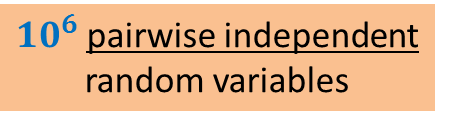 10⁶ pairwise independent
random variables